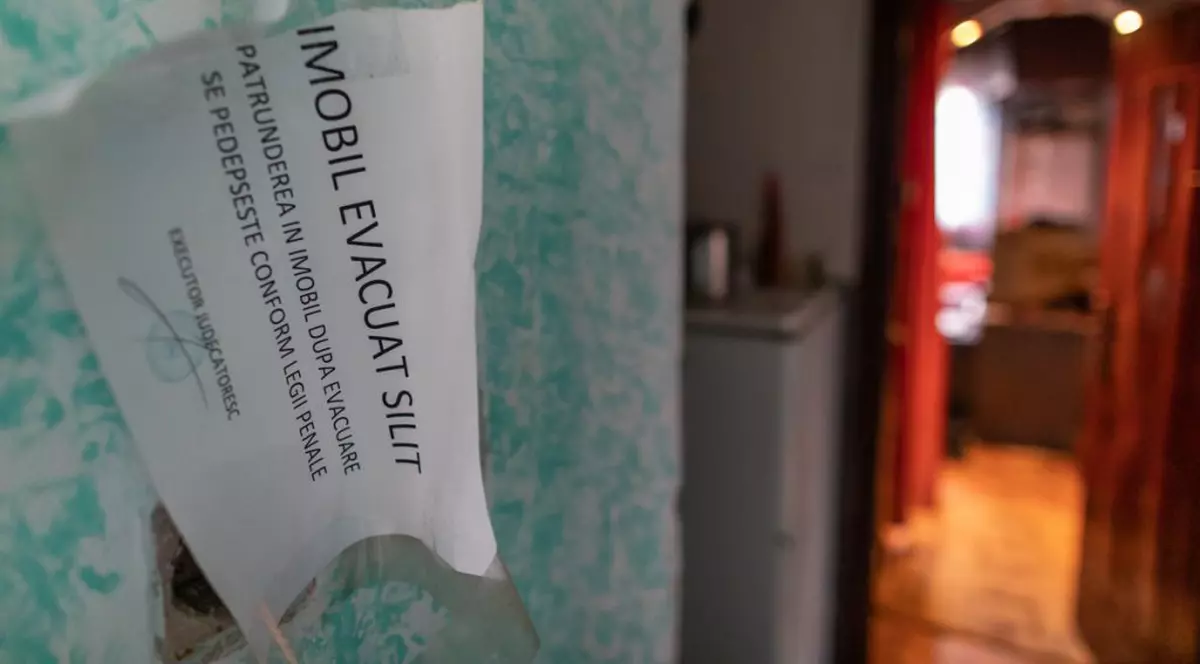 IMOBIL EVACUAT SILIT
PATRUNDEREA IN IMOBIL DUPA EVACUARE
SE PEDEPSESTE CONFORM LEGII PENALE
EXECUTOR JUDECATORESC